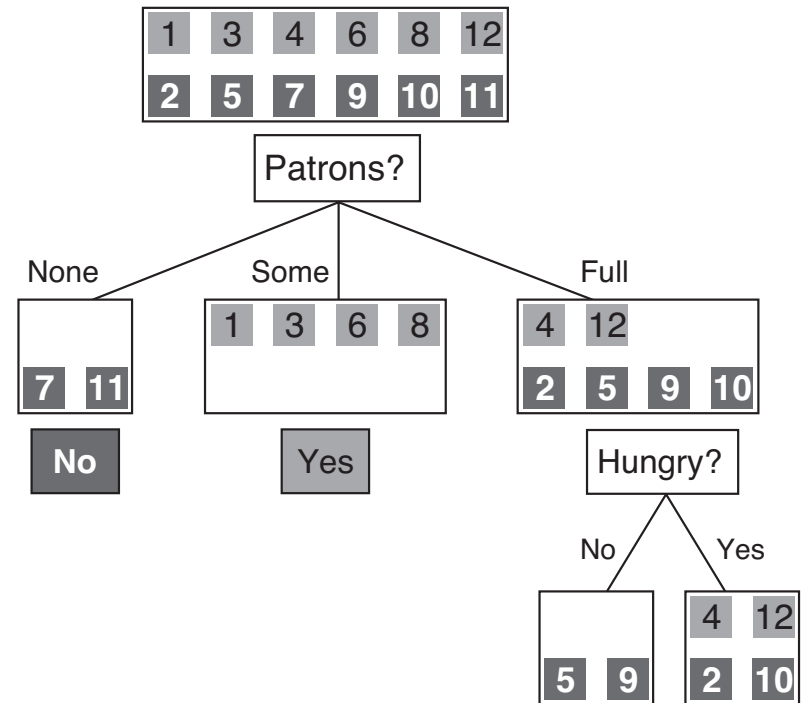 1 3 4 6 8 12
2 5 7 9 10 11
Patrons?
None Some Full
1 3 6 8 4 12
7 11 2 5 9 10
No Yes Hungry?
No Yes
4 12
5 9 2 10